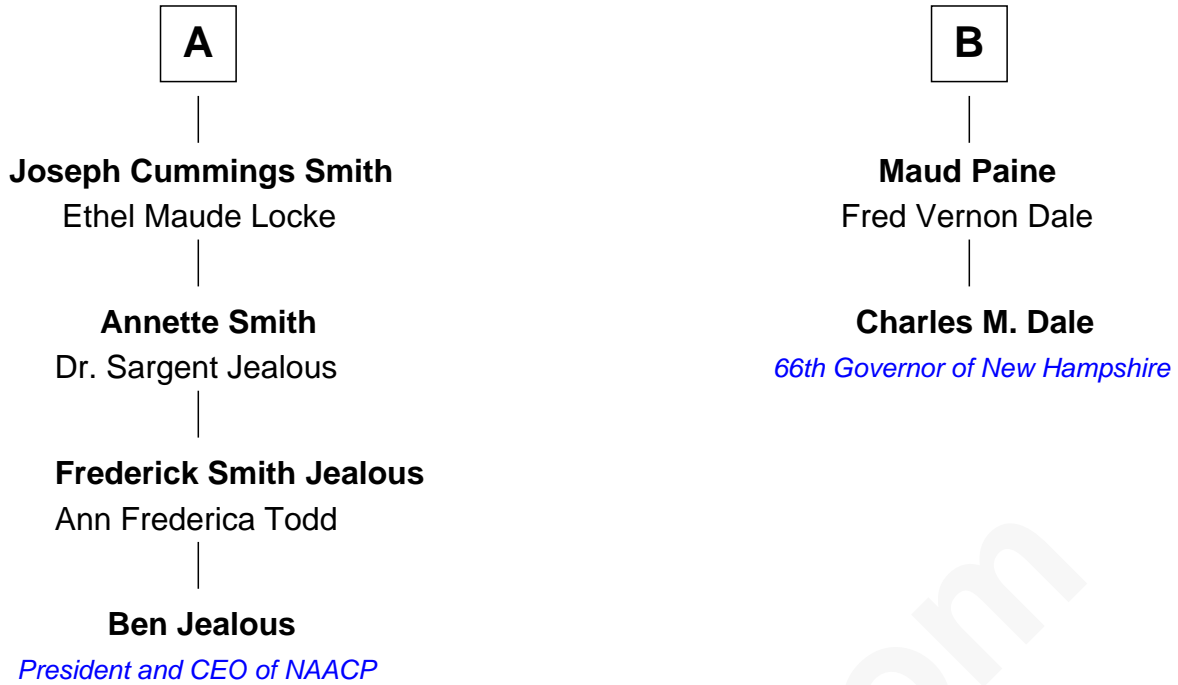 A
Joseph Cummings Smith
Ethel Maude Locke
Annette Smith
Dr. Sargent Jealous
Frederick Smith Jealous
Ann Frederica Todd
Ben Jealous
President and CEO of NAACP
B
Maud Paine
Fred Vernon Dale
Charles M. Dale
66th Governor of New Hampshire
om